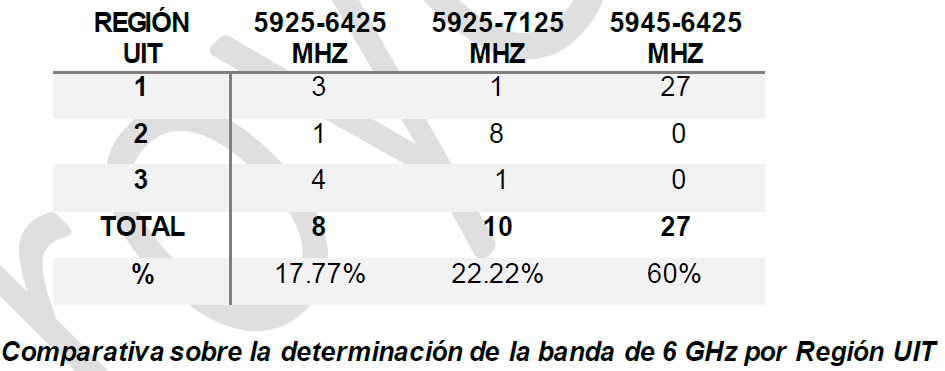 REGIÓN UIT 5925-6425 MHZ 5925-7125 MHZ 5945-6425 MHZ
1 3 1 27
2 1 8 0
3 4 1 0
TOTAL 8 10 27
% 17.77% 22.22% 60%
Comparativa sobre la determinación de la banda de 6 GHz por Región UIT